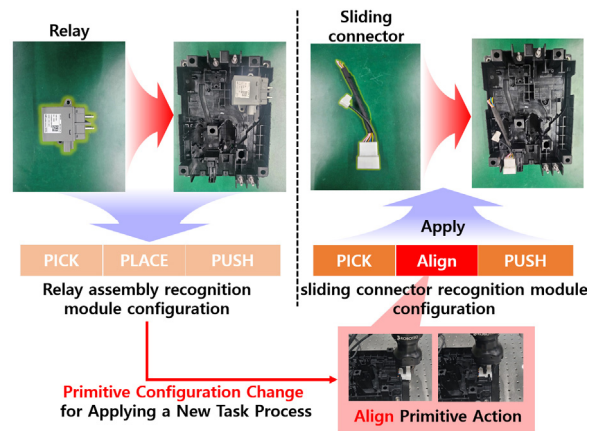 Relay
Sliding
connector
Apply
PICK PLACE PUSH
PICK Align PUSH
Relay assembly recognition
module configuration
sliding connector recognition module
configuration
Primitive Configuration Change
for Applying a New Task Process
Align Primitive Action